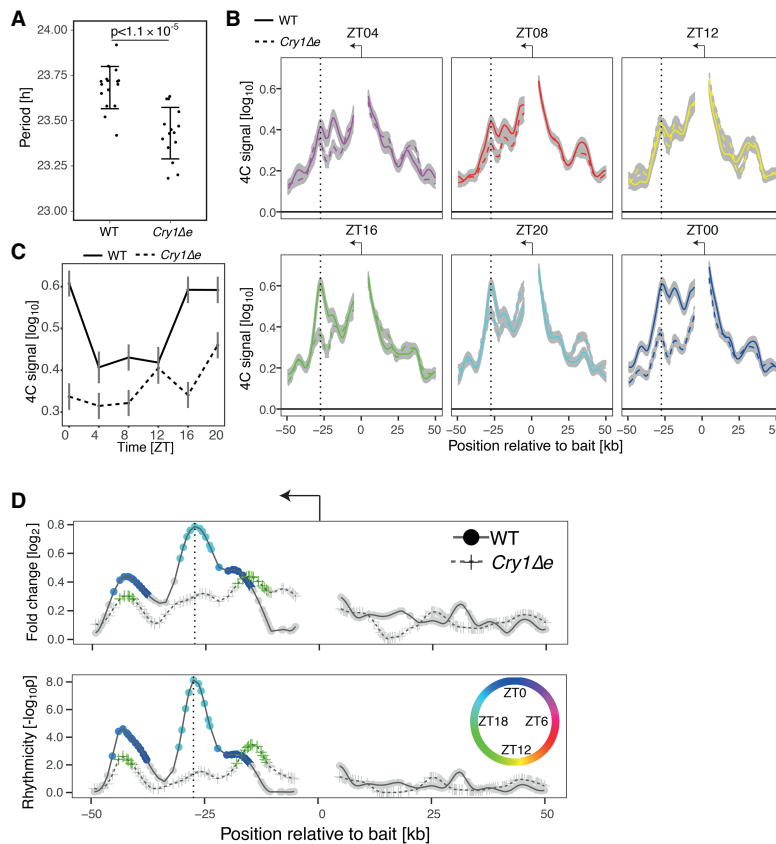 A
p<1.1 × 10⁻⁵
24.00
23.75
23.50
23.25
23.00
Period [h]
WT
Cry1Δe
B
WT
Cry1Δe
ZT04
ZT08
ZT12
4C signal [log₁₀]
0.6
0.4
0.2
0.0
ZT16
ZT20
ZT00
4C signal [log₁₀]
0.6
0.4
0.2
0.0
−50 −25 0 25 50
−50 −25 0 25 50
−50 −25 0 25 50
Position relative to bait [kb]
C
WT
Cry1Δe
4C signal [log₁₀]
0.6
0.5
0.4
0.3
0 4 8 12 16 20
Time [ZT]
D
Fold change [log₂]
0.8
0.6
0.4
0.2
0.0
WT
Cry1Δe
Rhythmicity [-log₁₀p]
8.0
6.0
4.0
2.0
0.0
ZT0
ZT18
ZT6
ZT12
−50 −25 0 25 50
Position relative to bait [kb]